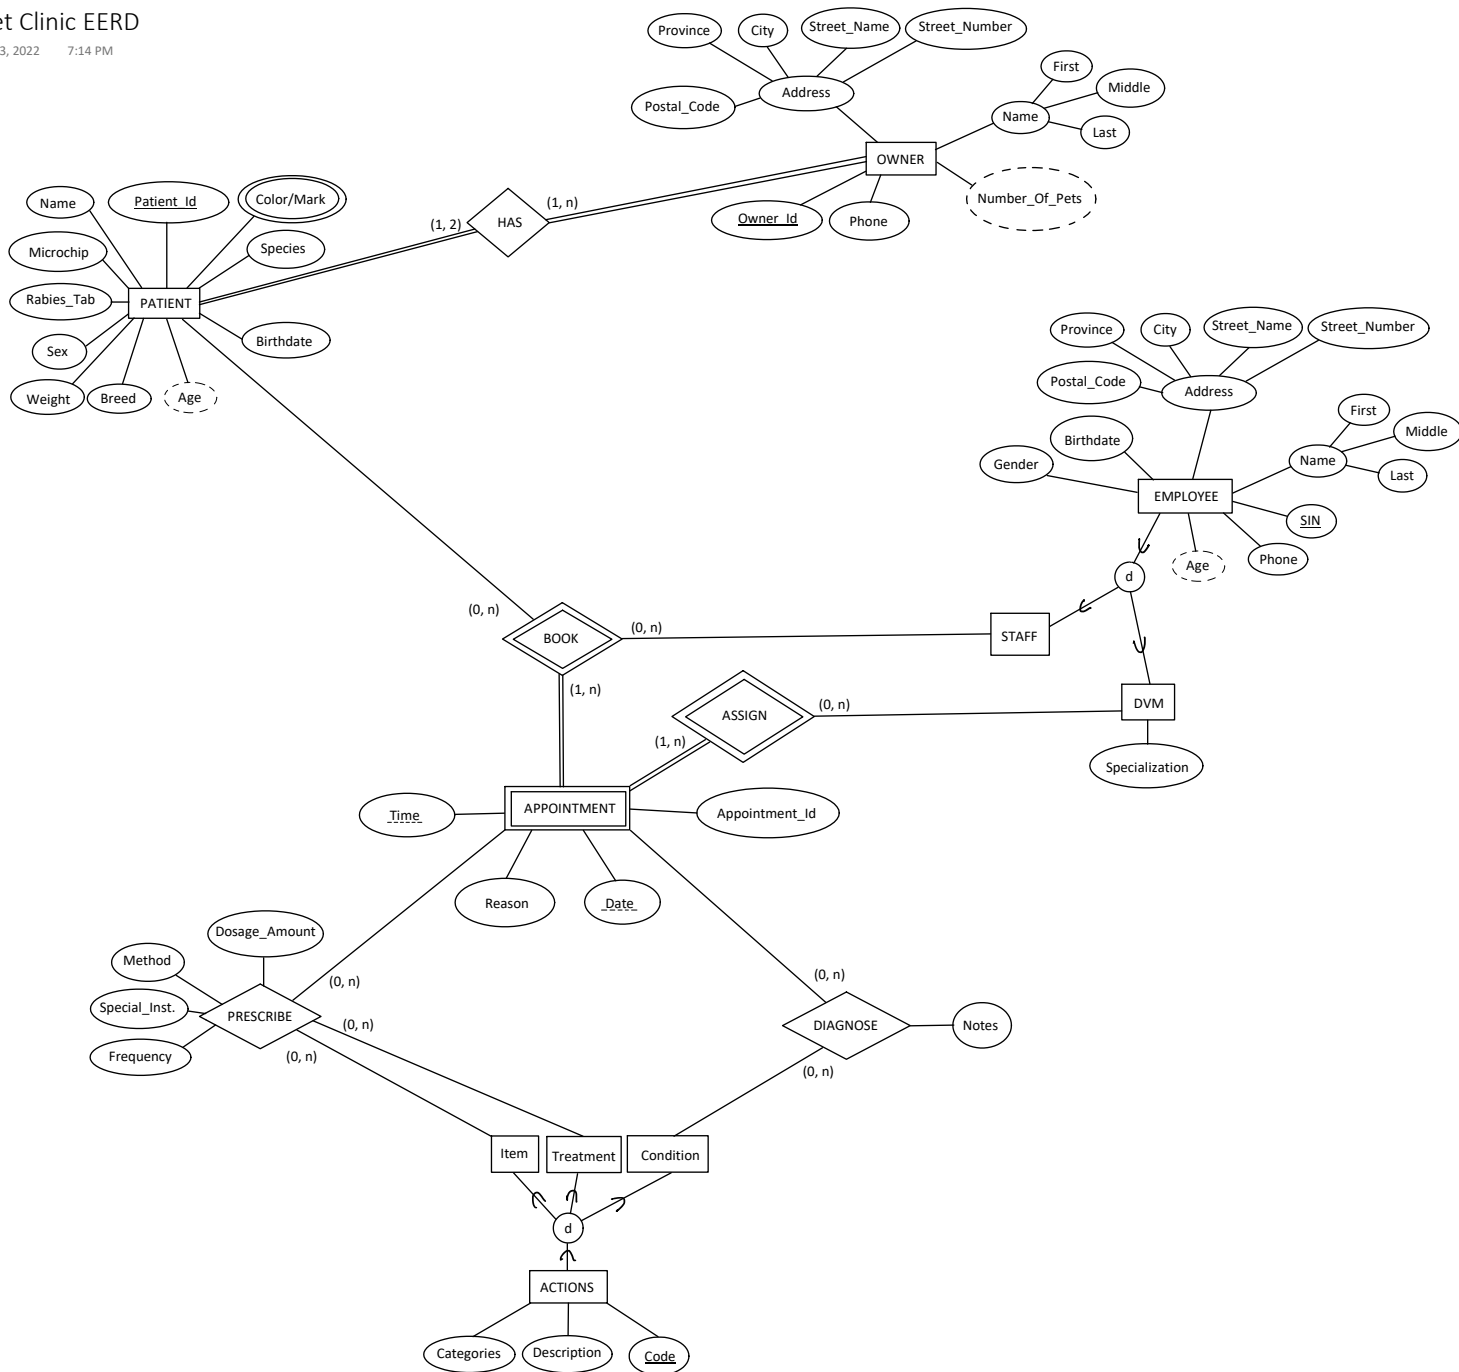 et Clinic EERD
3, 2022 7:14 PM
Province
City
Street_Name
Street_Number
Postal_Code
Address
First
Middle
Name
Last
OWNER
Number_Of_Pets
Owner_Id
Phone
(1, n)
HAS
(1, 2)
Name
Patient_Id
Color/Mark
Microchip
Species
Rabies_Tab
PATIENT
Sex
Birthdate
Weight
Breed
Age
Province
City
Street_Name
Street_Number
Postal_Code
Address
First
Middle
Name
Last
Gender
Birthdate
EMPLOYEE
SIN
Age
Phone
d
(0, n)
BOOK
(0, n)
STAFF
(1, n)
ASSIGN
(0, n)
DVM
(1, n)
Specialization
Time
APPOINTMENT
Appointment_Id
Reason
Date
Dosage_Amount
Method
Special_Inst.
Frequency
PRESCRIBE
(0, n)
(0, n)
(0, n)
(0, n)
DIAGNOSE
Notes
(0, n)
Item
Treatment
Condition
d
ACTIONS
Categories
Description
Code